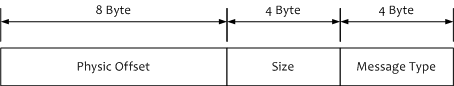 8 Byte 4 Byte 4 Byte
Physic Offset Size Message Type